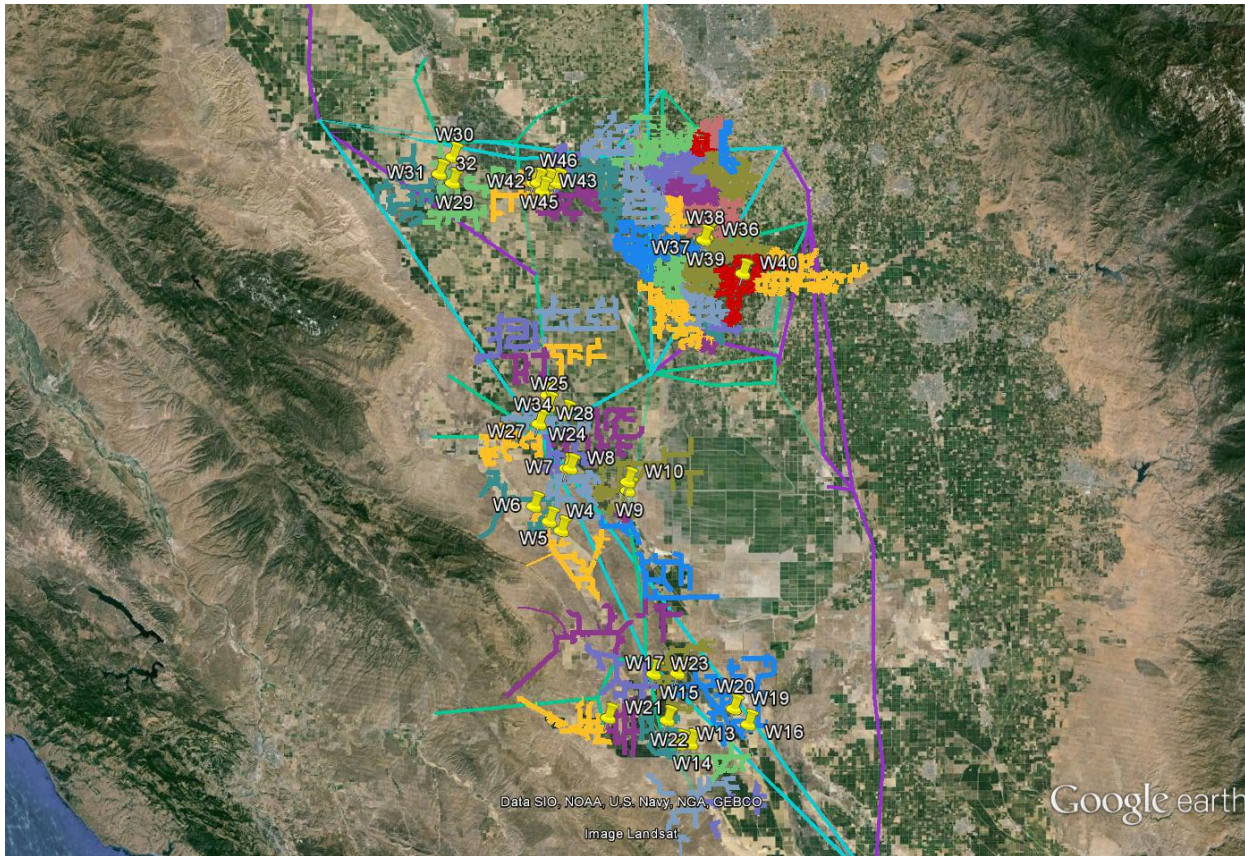 W30
W31
32
W29
W42
?
W46
W43
W45
W38
W36
W37
W39
W40
W25
W34
W28
W27
W24
W7
W8
W10
W6
W4
W9
W5
W17
W23
W20
W15
W19
W21
W16
W13
W22
W14
Data SIO, NOAA, U.S. Navy, NGA, GEBCO
Image Landsat
Google earth